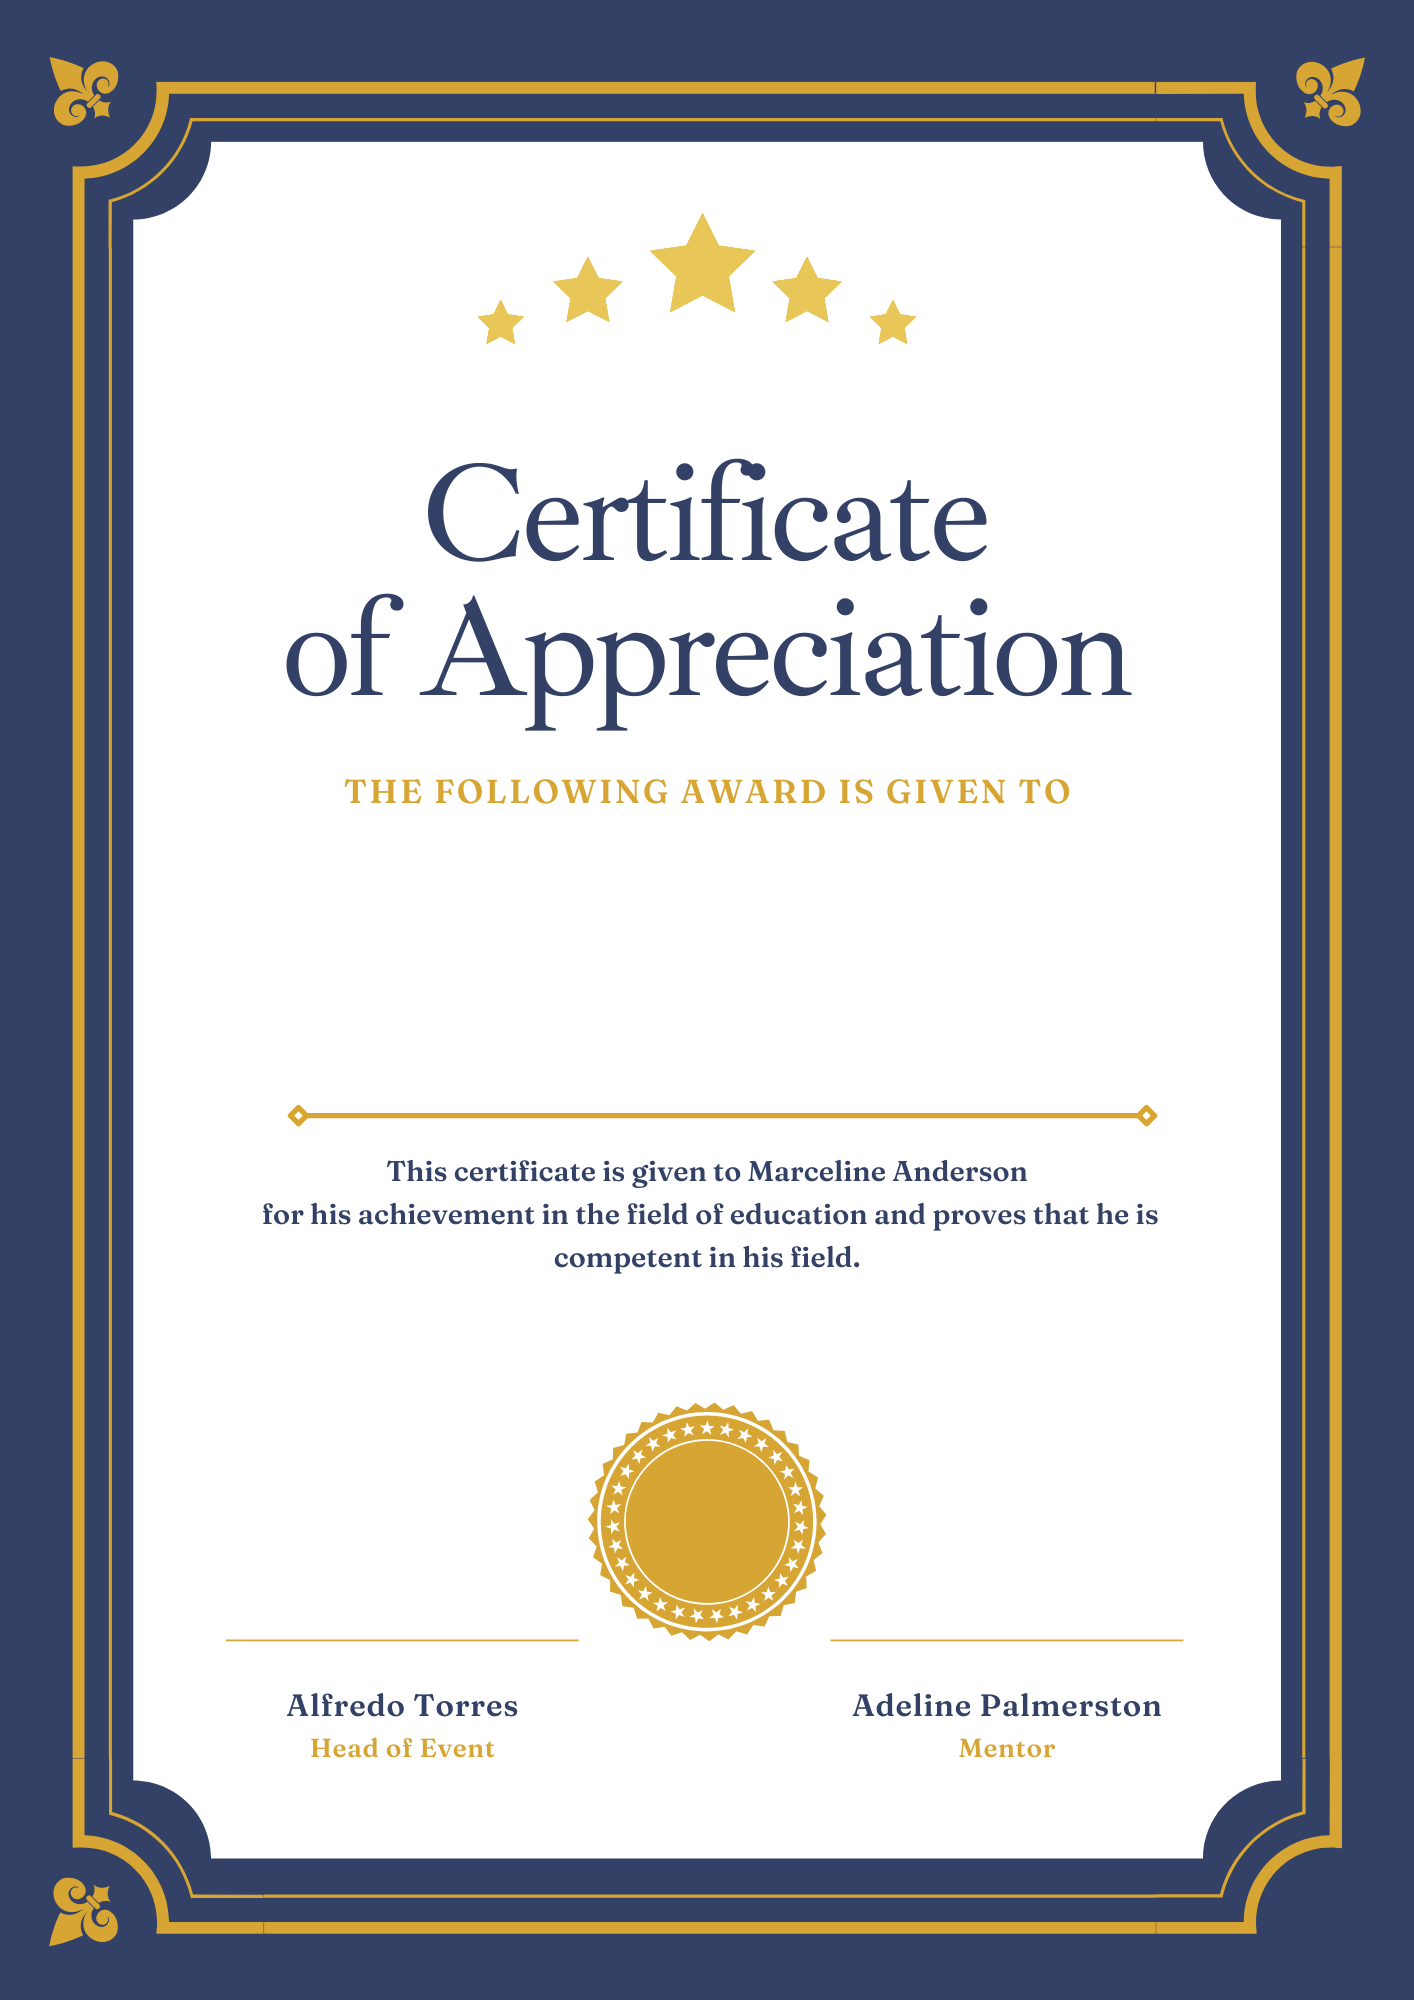 Certificate
of Appreciation
THE FOLLOWING AWARD IS GIVEN TO
This certificate is given to Marceline Anderson
for his achievement in the field of education and proves that he is
competent in his field.
Alfredo Torres
Head of Event
Adeline Palmerston
Mentor